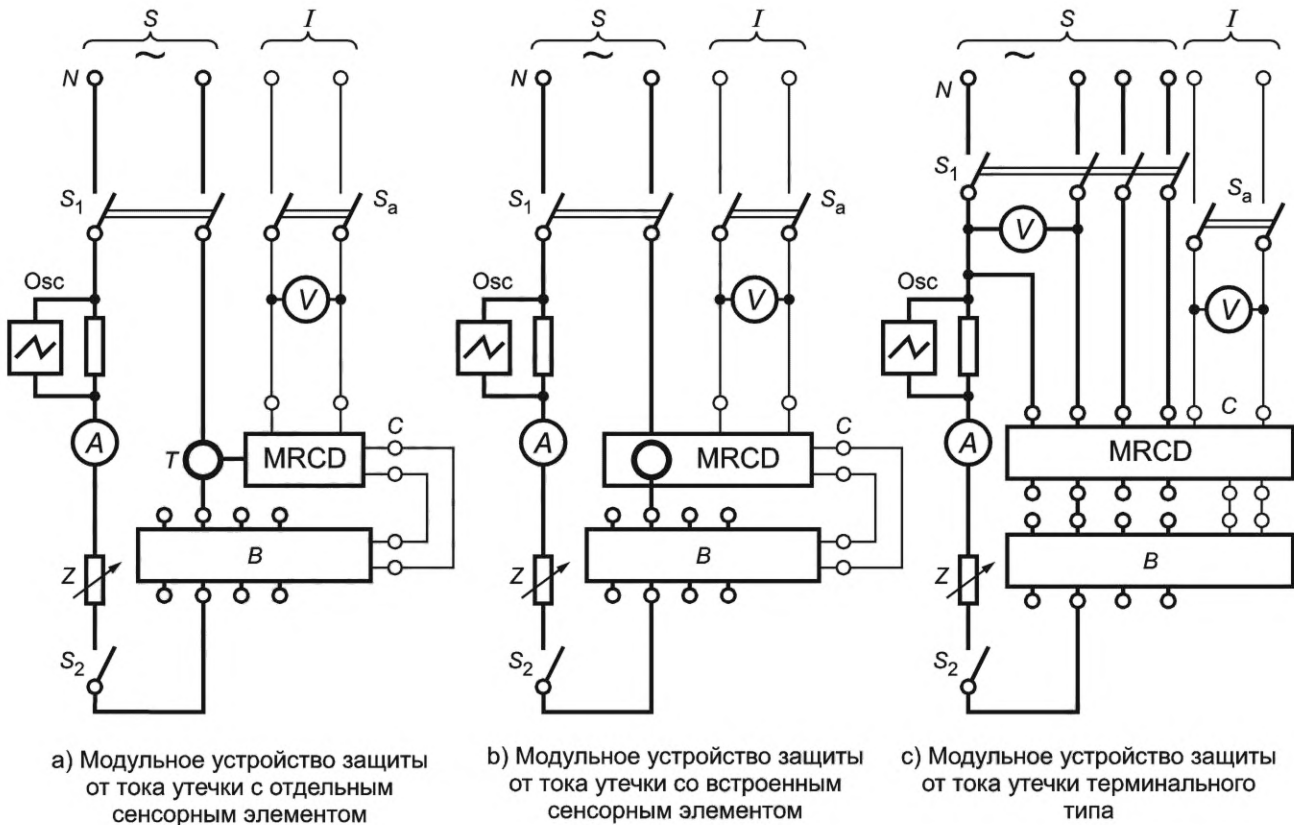 S I S I S I
~ ~ ~
N N N
S1 Sa S1 Sa S1 Sa
V V V
Osc Osc Osc V
A T MRCD C A MRCD C A MRCD C
Z B Z B Z B
S2 S2 S2
a) Модульное устройство защиты
от тока утечки с отдельным
сенсорным элементом
b) Модульное устройство защиты
от тока утечки со встроенным
сенсорным элементом
c) Модульное устройство защиты
от тока утечки терминального
типа